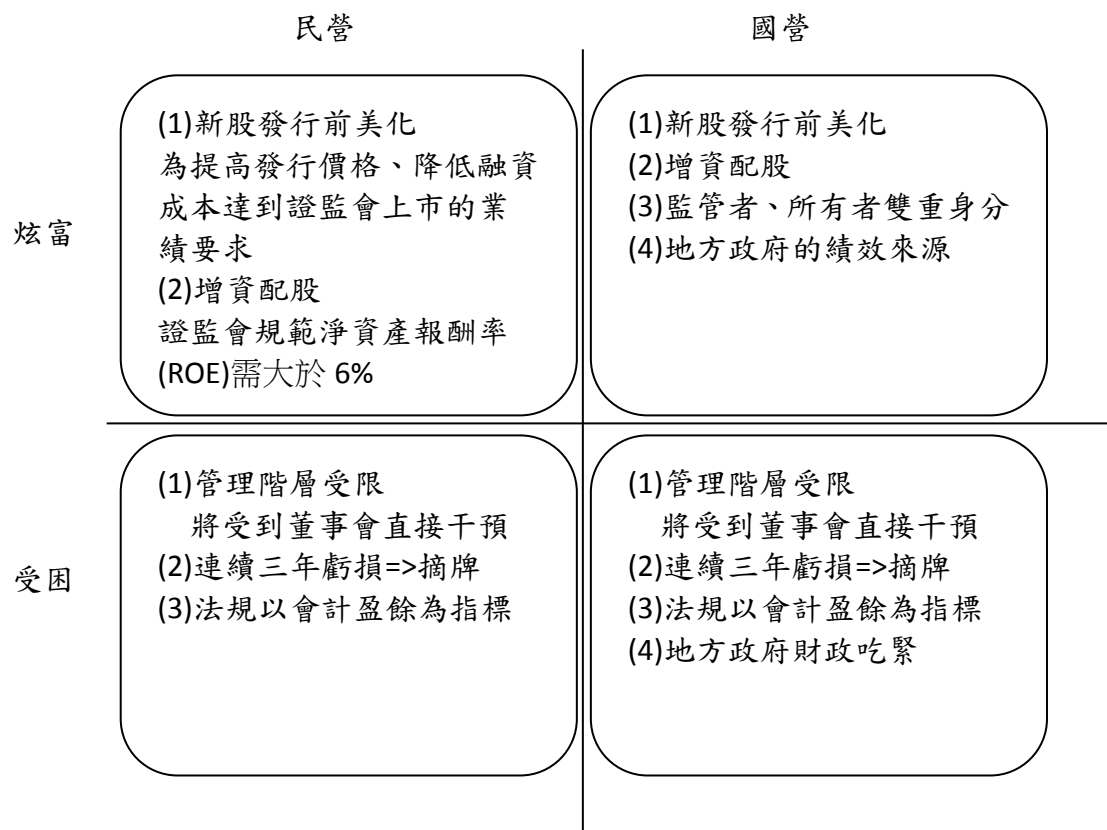 民營
國營
炫富
(1)新股發行前美化
為提高發行價格、降低融資
成本達到證監會上市的業
績要求
(2)增資配股
證監會規範淨資產報酬率
(ROE)需大於 6%
(1)新股發行前美化
(2)增資配股
(3)監管者、所有者雙重身分
(4)地方政府的績效來源
受困
(1)管理階層受限
將受到董事會直接干預
(2)連續三年虧損=>摘牌
(3)法規以會計盈餘為指標
(1)管理階層受限
將受到董事會直接干預
(2)連續三年虧損=>摘牌
(3)法規以會計盈餘為指標
(4)地方政府財政吃緊